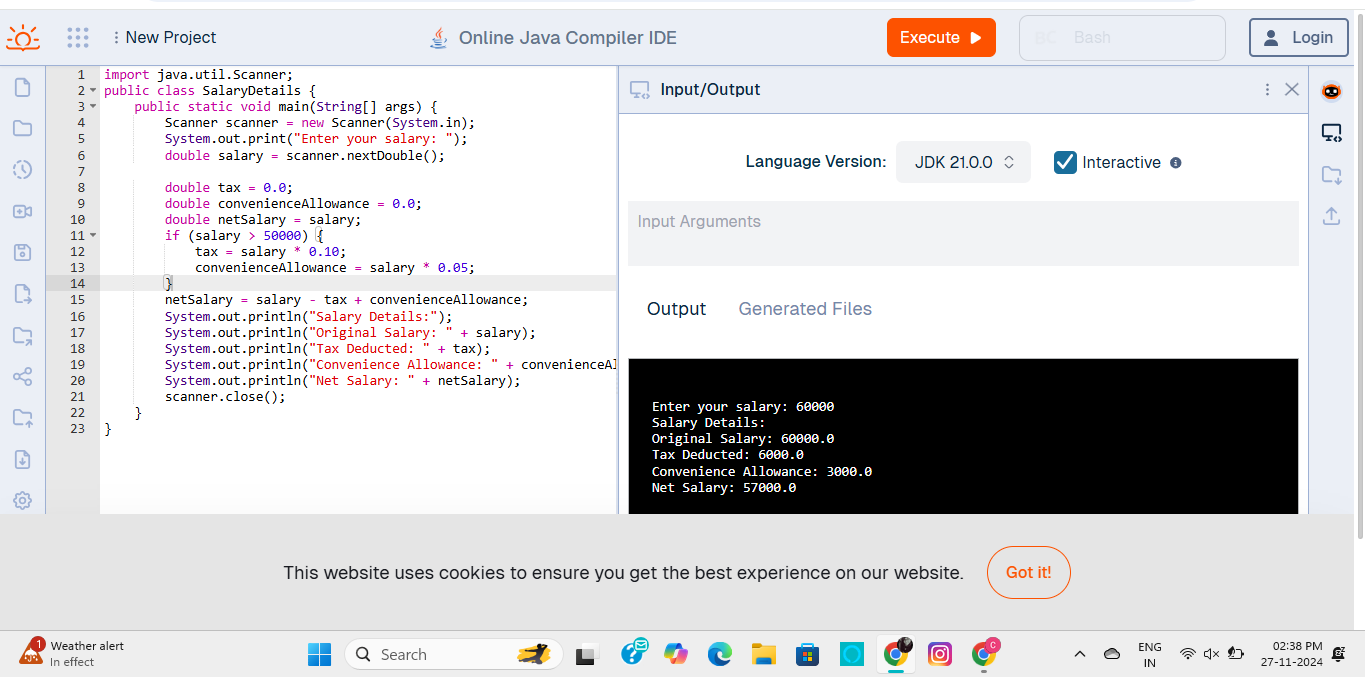 New Project
Online Java Compiler IDE
Execute
BC Bash
Login
1 import java.util.Scanner;
2 public class SalaryDetails {
3 public static void main(String[] args) {
4 Scanner scanner = new Scanner(System.in);
5 System.out.print("Enter your salary: ");
6 double salary = scanner.nextDouble();
7
8 double tax = 0.0;
9 double convenienceAllowance = 0.0;
10 double netSalary = salary;
11 if (salary > 50000) {
12 tax = salary * 0.10;
13 convenienceAllowance = salary * 0.05;
14 }
15 netSalary = salary - tax + convenienceAllowance;
16 System.out.println("Salary Details:");
17 System.out.println("Original Salary: " + salary);
18 System.out.println("Tax Deducted: " + tax);
19 System.out.println("Convenience Allowance: " + convenienceAl
20 System.out.println("Net Salary: " + netSalary);
21 scanner.close();
22 }
23 }
Input/Output
Language Version: JDK 21.0.0 Interactive
Input Arguments
Output Generated Files
Enter your salary: 60000
Salary Details:
Original Salary: 60000.0
Tax Deducted: 6000.0
Convenience Allowance: 3000.0
Net Salary: 57000.0
This website uses cookies to ensure you get the best experience on our website.
Got it!
1
Weather alert
In effect
Search
C
ENG
IN
02:38 PM
27-11-2024